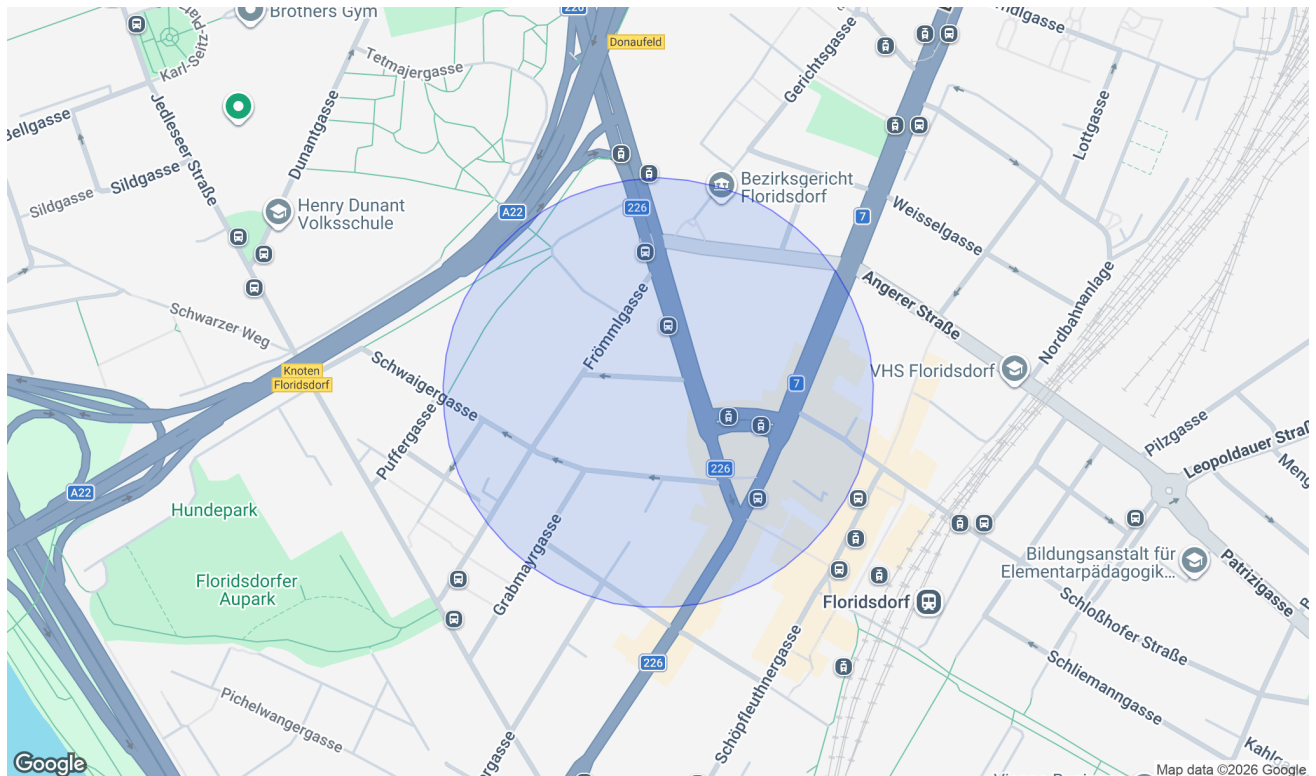 Brothers Gym
226
Donaufeld
Karl-Seitz-Platz
Tetmajergasse
Gerichtsgasse
Bellgasse
Jedleseer Straße
Dunantgasse
Lottgasse
Sildgasse
Sildgasse
Henry Dunant
Volksschule
A22
226
Bezirksgericht
Floridsdorf
7
Weisselgasse
Angerer Straße
Nordbahnanlage
Schwarzer Weg
Frömmlgasse
Knoten
Floridsdorf
Schwaigergasse
7
VHS Floridsdorf
Puffergasse
Pilzgasse
Leopoldauer Straß
226
A22
Hundepark
Grabmayrgasse
Floridsdorfer
Aupark
Floridsdorf
Bildungsanstalt für
Elementarpädagogik...
Patrizigasse
Schloßhofer Straße
Schliemanngasse
226
Schöpfleuthnergasse
Pichelwangergasse
Google
Map data ©2026 Google